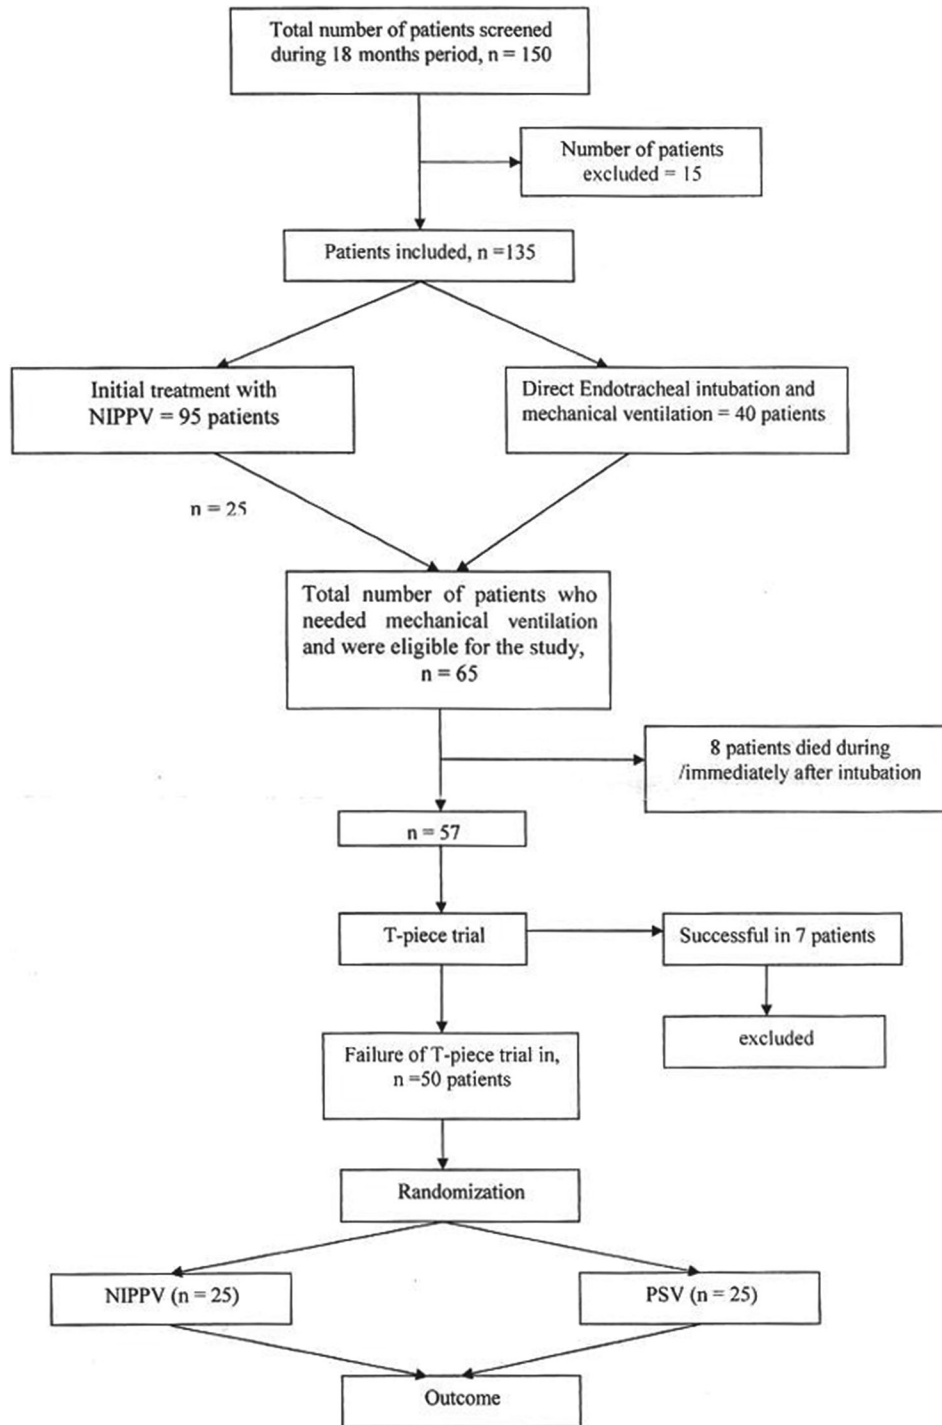 Total number of patients screened
during 18 months period, n = 150
Number of patients
excluded = 15
Patients included, n =135
Initial treatment with
NIPPV = 95 patients
Direct Endotracheal intubation and
mechanical ventilation = 40 patients
n = 25
Total number of patients who
needed mechanical ventilation
and were eligible for the study,
n = 65
8 patients died during
/immediately after intubation
n = 57
T-piece trial
Successful in 7 patients
excluded
Failure of T-piece trial in,
n =50 patients
Randomization
NIPPV (n = 25)
PSV (n = 25)
Outcome